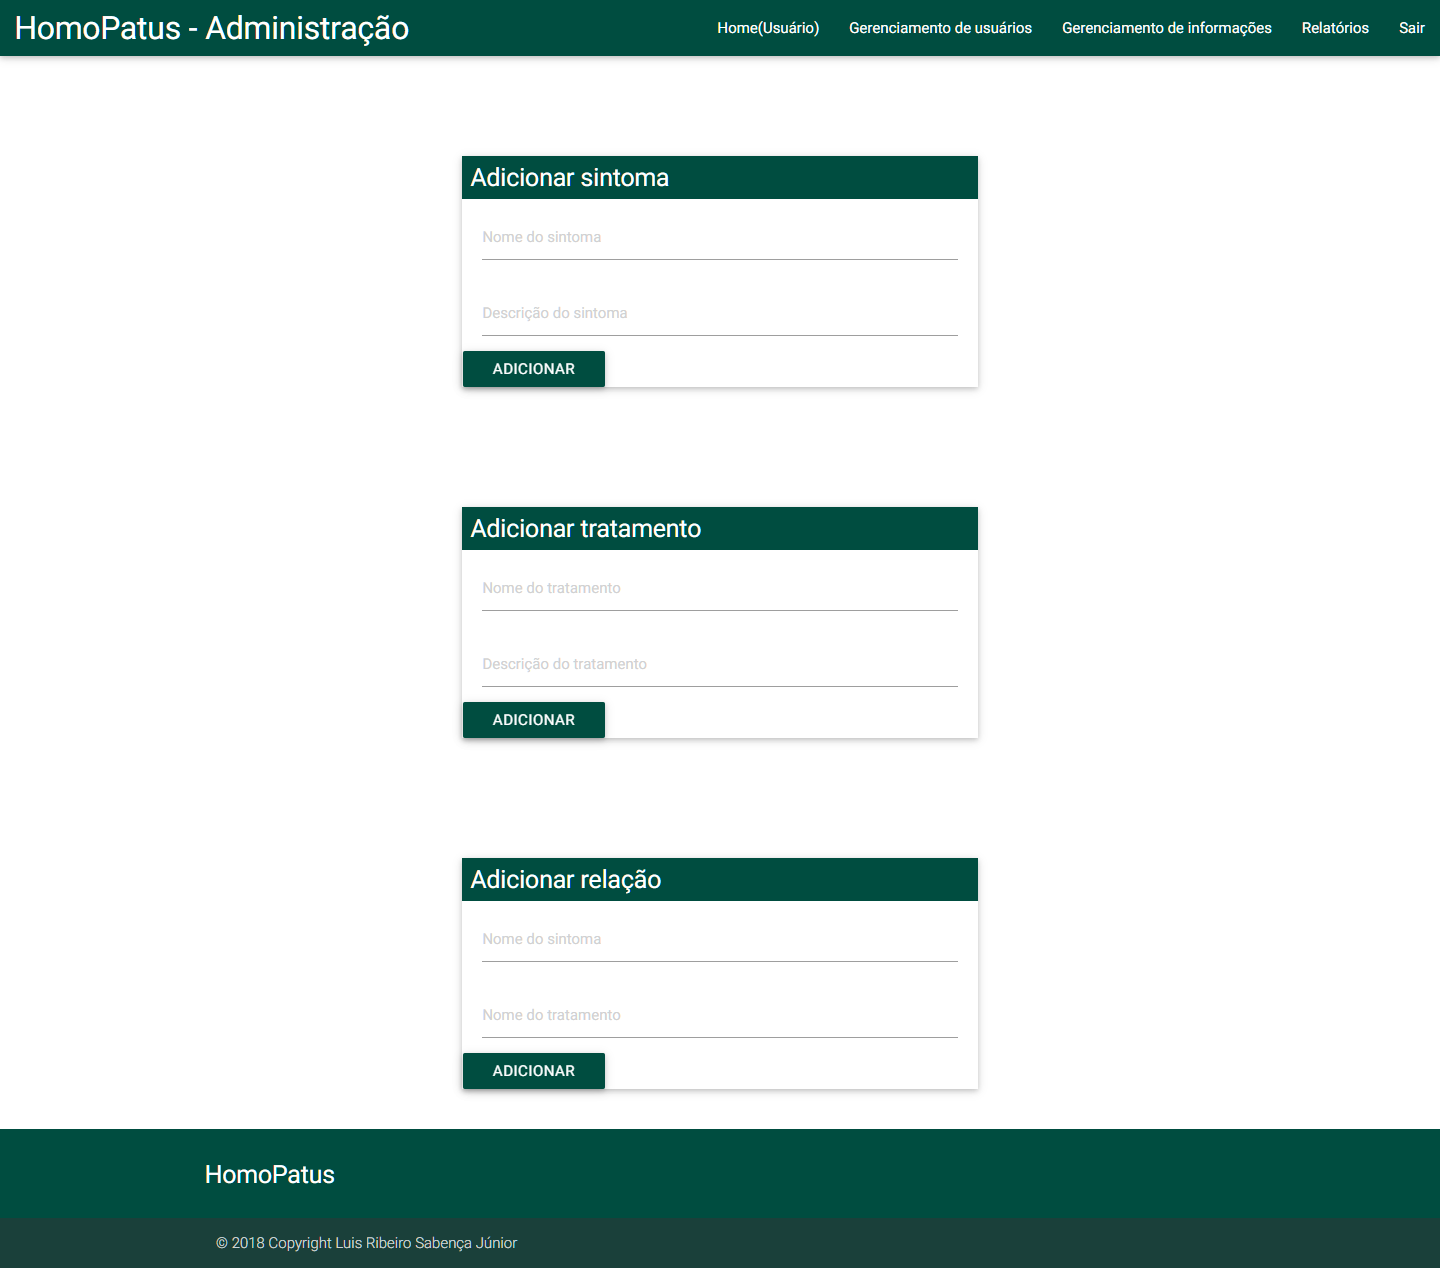 HomoPatus - Administração
Home(Usuário) Gerenciamento de usuários Gerenciamento de informações Relatórios Sair
Adicionar sintoma
Nome do sintoma
Descrição do sintoma
ADICIONAR
Adicionar tratamento
Nome do tratamento
Descrição do tratamento
ADICIONAR
Adicionar relação
Nome do sintoma
Nome do tratamento
ADICIONAR
HomoPatus
© 2018 Copyright Luis Ribeiro Sabença Júnior